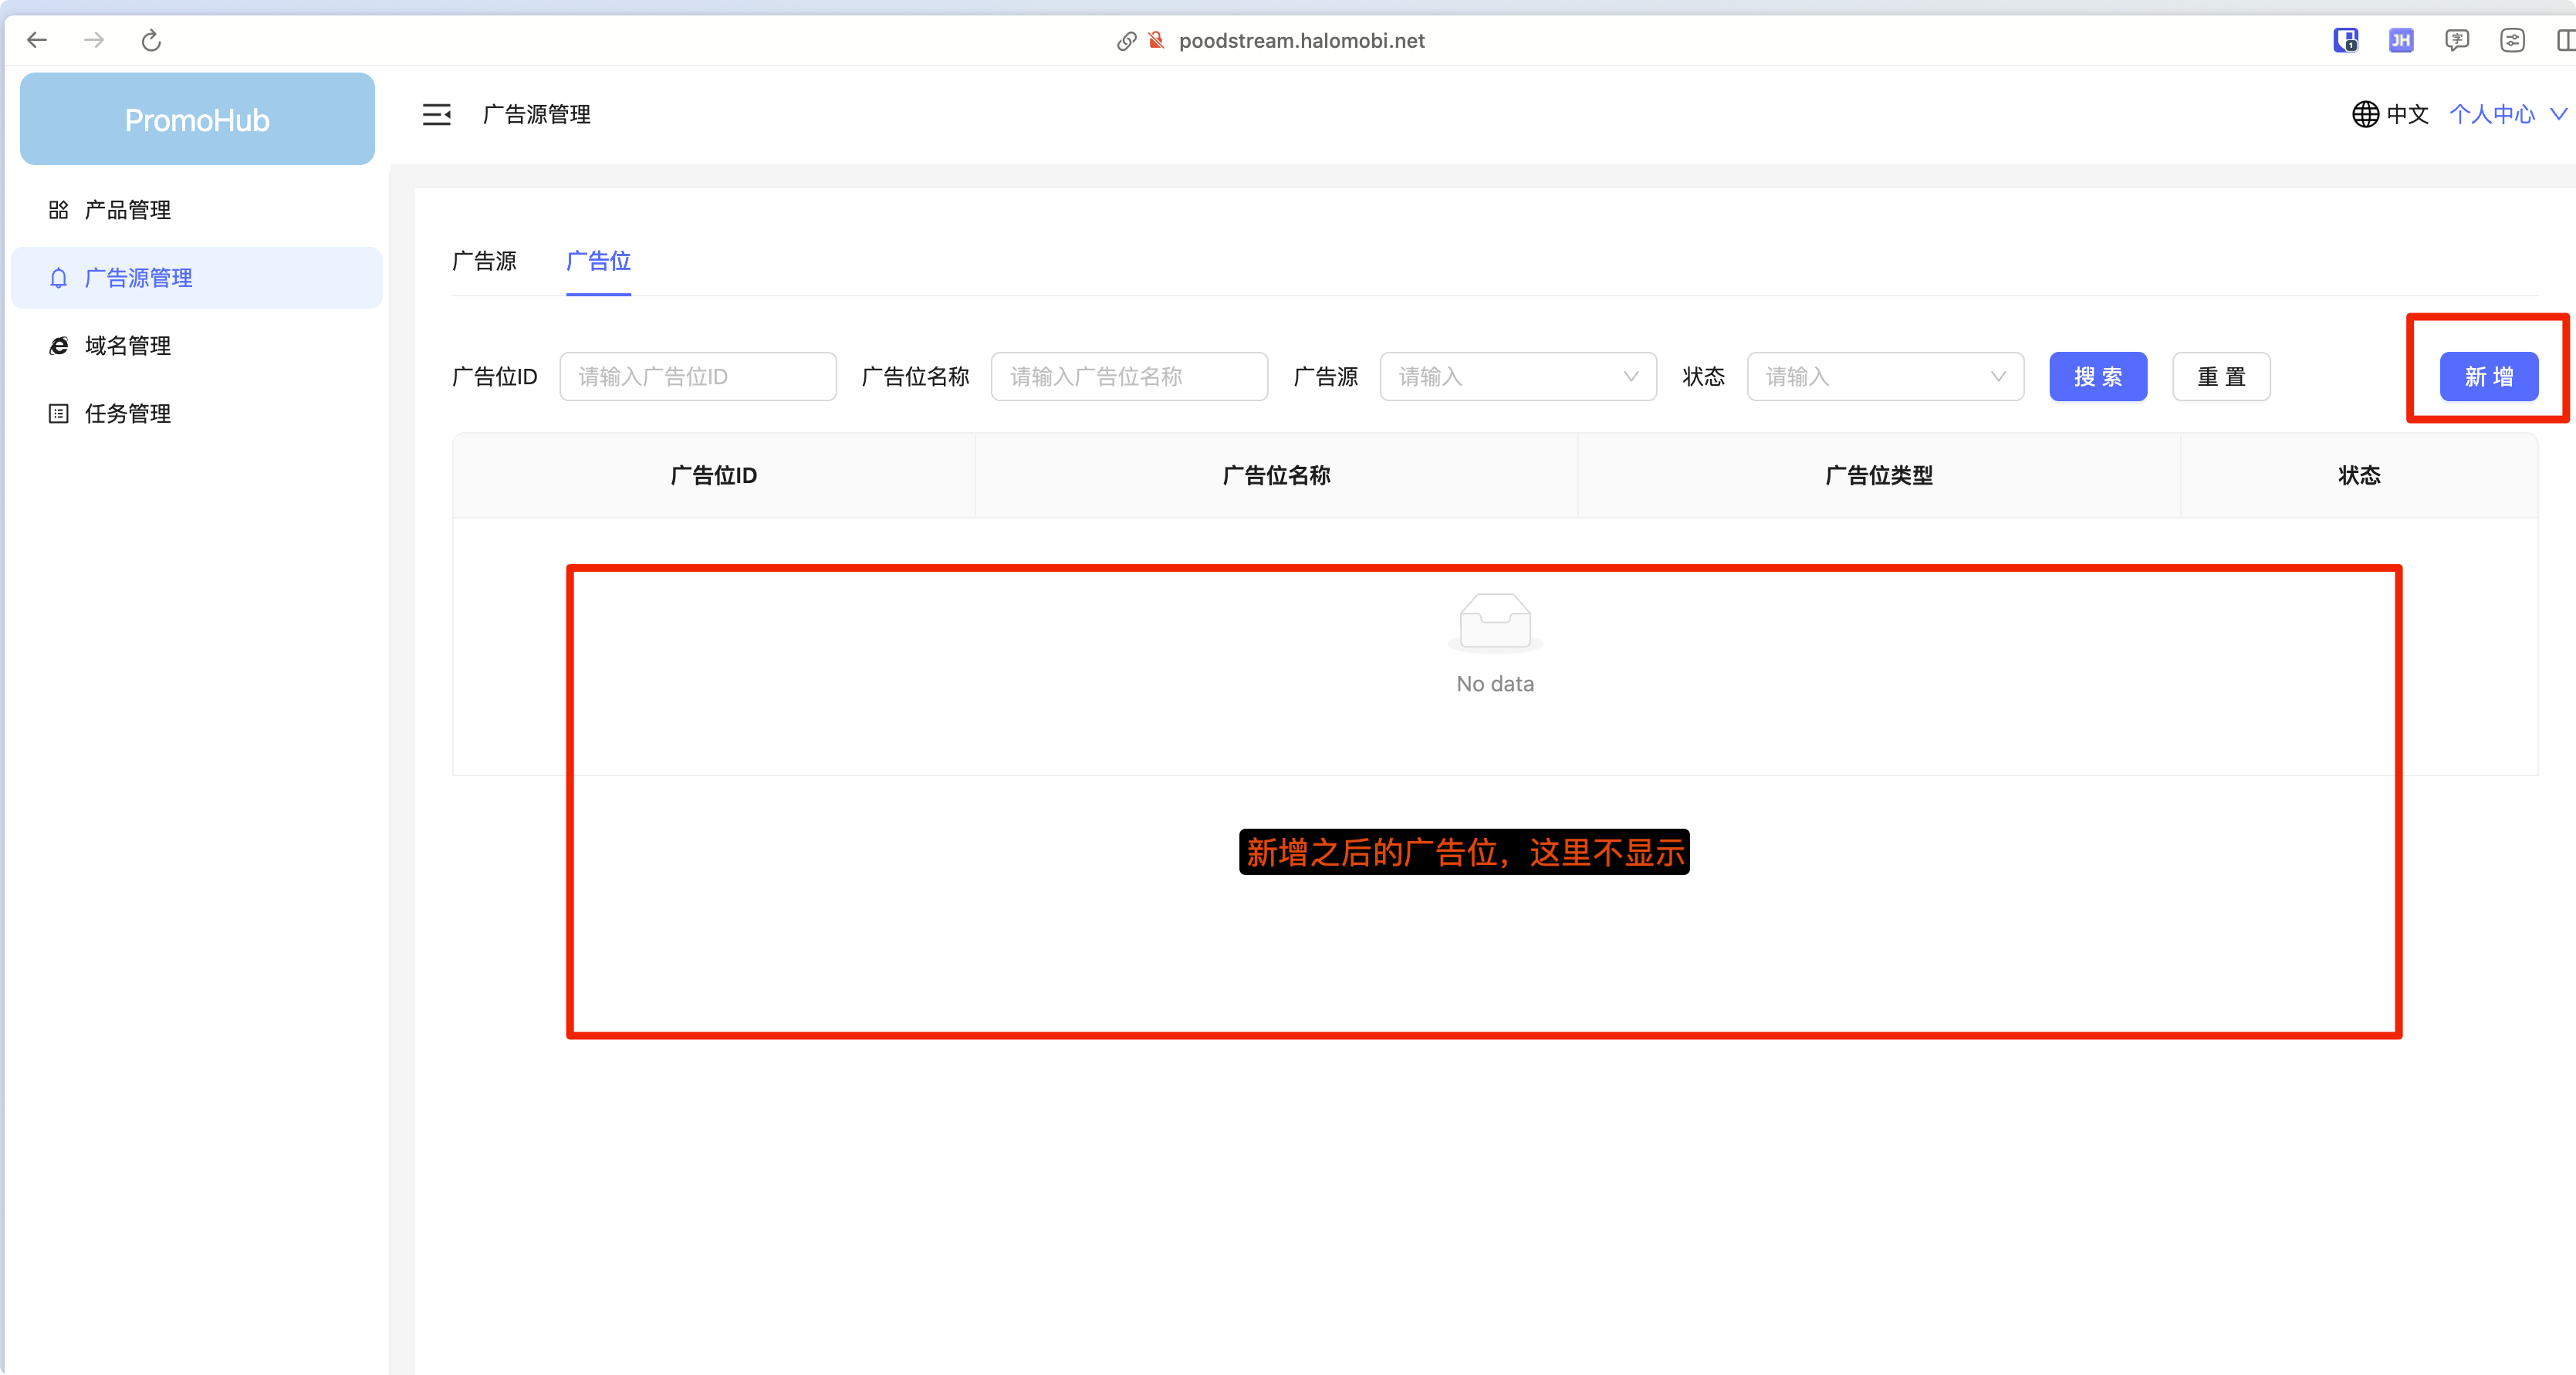 poodstream.halomobi.net
1
JH
字
PromoHub
广告源管理
中文
个人中心
产品管理
广告源管理
域名管理
任务管理
广告源
广告位
广告位ID
请输入广告位ID
广告位名称
请输入广告位名称
广告源
请输入
状态
请输入
搜 索
重 置
新 增
广告位ID
广告位名称
广告位类型
状态
No data
新增之后的广告位，这里不显示